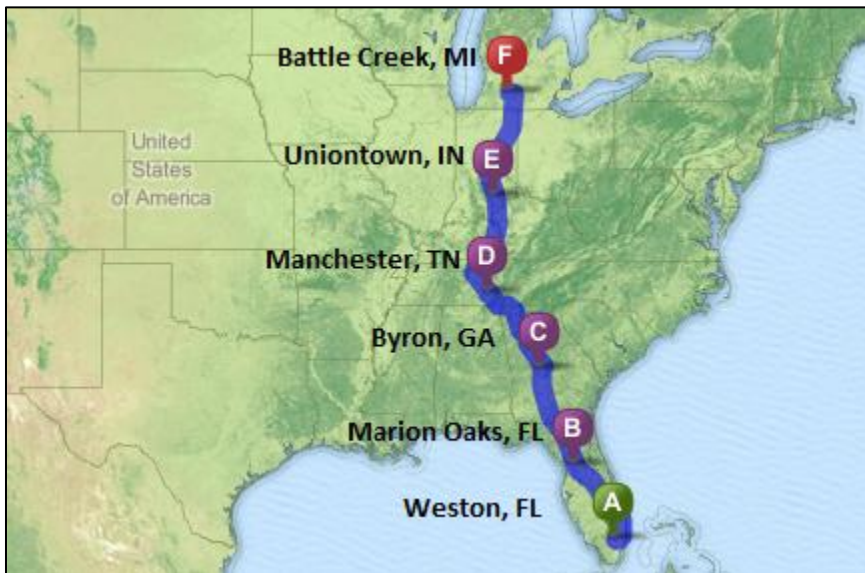 Battle Creek, MI
F
Uniontown, IN
E
United
States
of America
Manchester, TN
D
Byron, GA
C
Marion Oaks, FL
B
Weston, FL
A